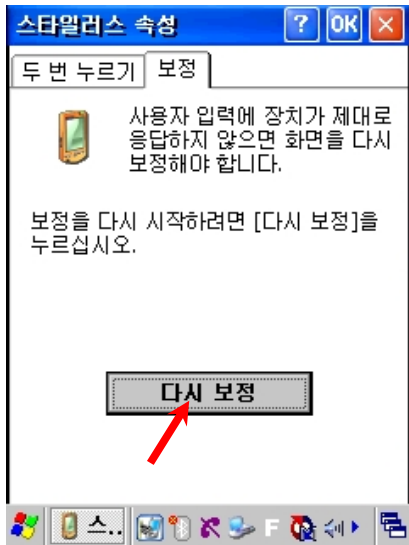 스타일러스 속성
? OK ×
두 번 누르기 보정
사용자 입력에 장치가 제대로
응답하지 않으면 화면을 다시
보정해야 합니다.
보정을 다시 시작하려면 [다시 보정]을
누르십시오.
다시 보정
스.. F